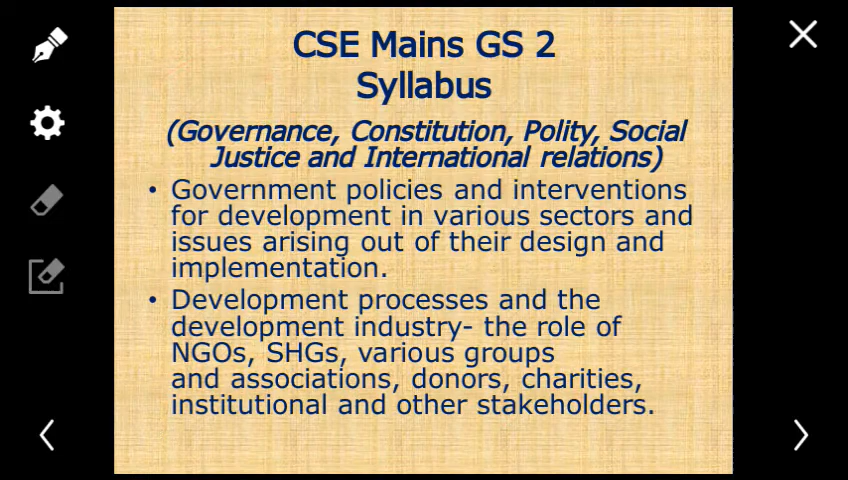 CSE Mains GS 2
Syllabus
(Governance, Constitution, Polity, Social
Justice and International relations)
• Government policies and interventions
for development in various sectors and
issues arising out of their design and
implementation.
• Development processes and the
development industry- the role of
NGOs, SHGs, various groups
and associations, donors, charities,
institutional and other stakeholders.